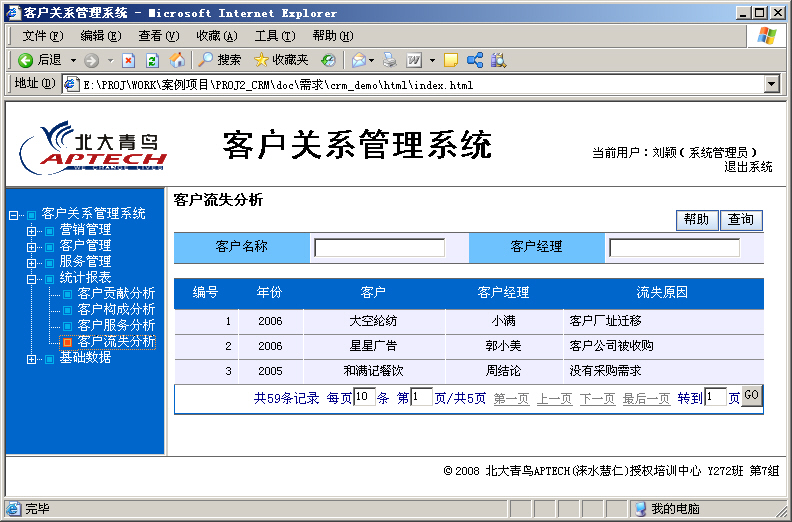 客户关系管理系统 - Microsoft Internet Explorer
文件(F) 编辑(E) 查看(V) 收藏(A) 工具(T) 帮助(H)
后退 搜索 收藏夹
地址(D) E:\PROJ\WORK\案例项目\PROJ2_CRM\doc\需求\crm_demo\html\index.html
北大青鸟
APTECH
WE CHANGE LIVES
客户关系管理系统
当前用户：刘颖(系统管理员)
退出系统
客户关系管理系统
营销管理
客户管理
服务管理
统计报表
客户贡献分析
客户构成分析
客户服务分析
客户流失分析
基础数据
客户流失分析
帮助 查询
客户名称 客户经理
编号 年份 客户 客户经理 流失原因
1 2006 大空纶纺 小满 客户厂址迁移
2 2006 星星广告 郭小美 客户公司被收购
3 2005 和满记餐饮 周结论 没有采购需求
共59条记录 每页10条 第1页/共5页 第一页 上一页 下一页 最后一页 转到1页 GO
©2008 北大青鸟APTECH(涞水慧仁)授权培训中心 Y272班 第7组
完毕 我的电脑